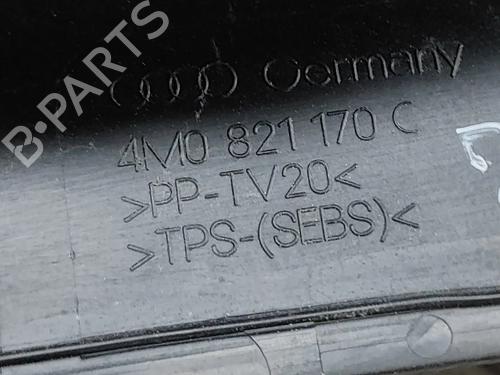 B-PARTS
Germany
4M0 821 170 C
>PP-TV20<
>TPS-(SEBS)<